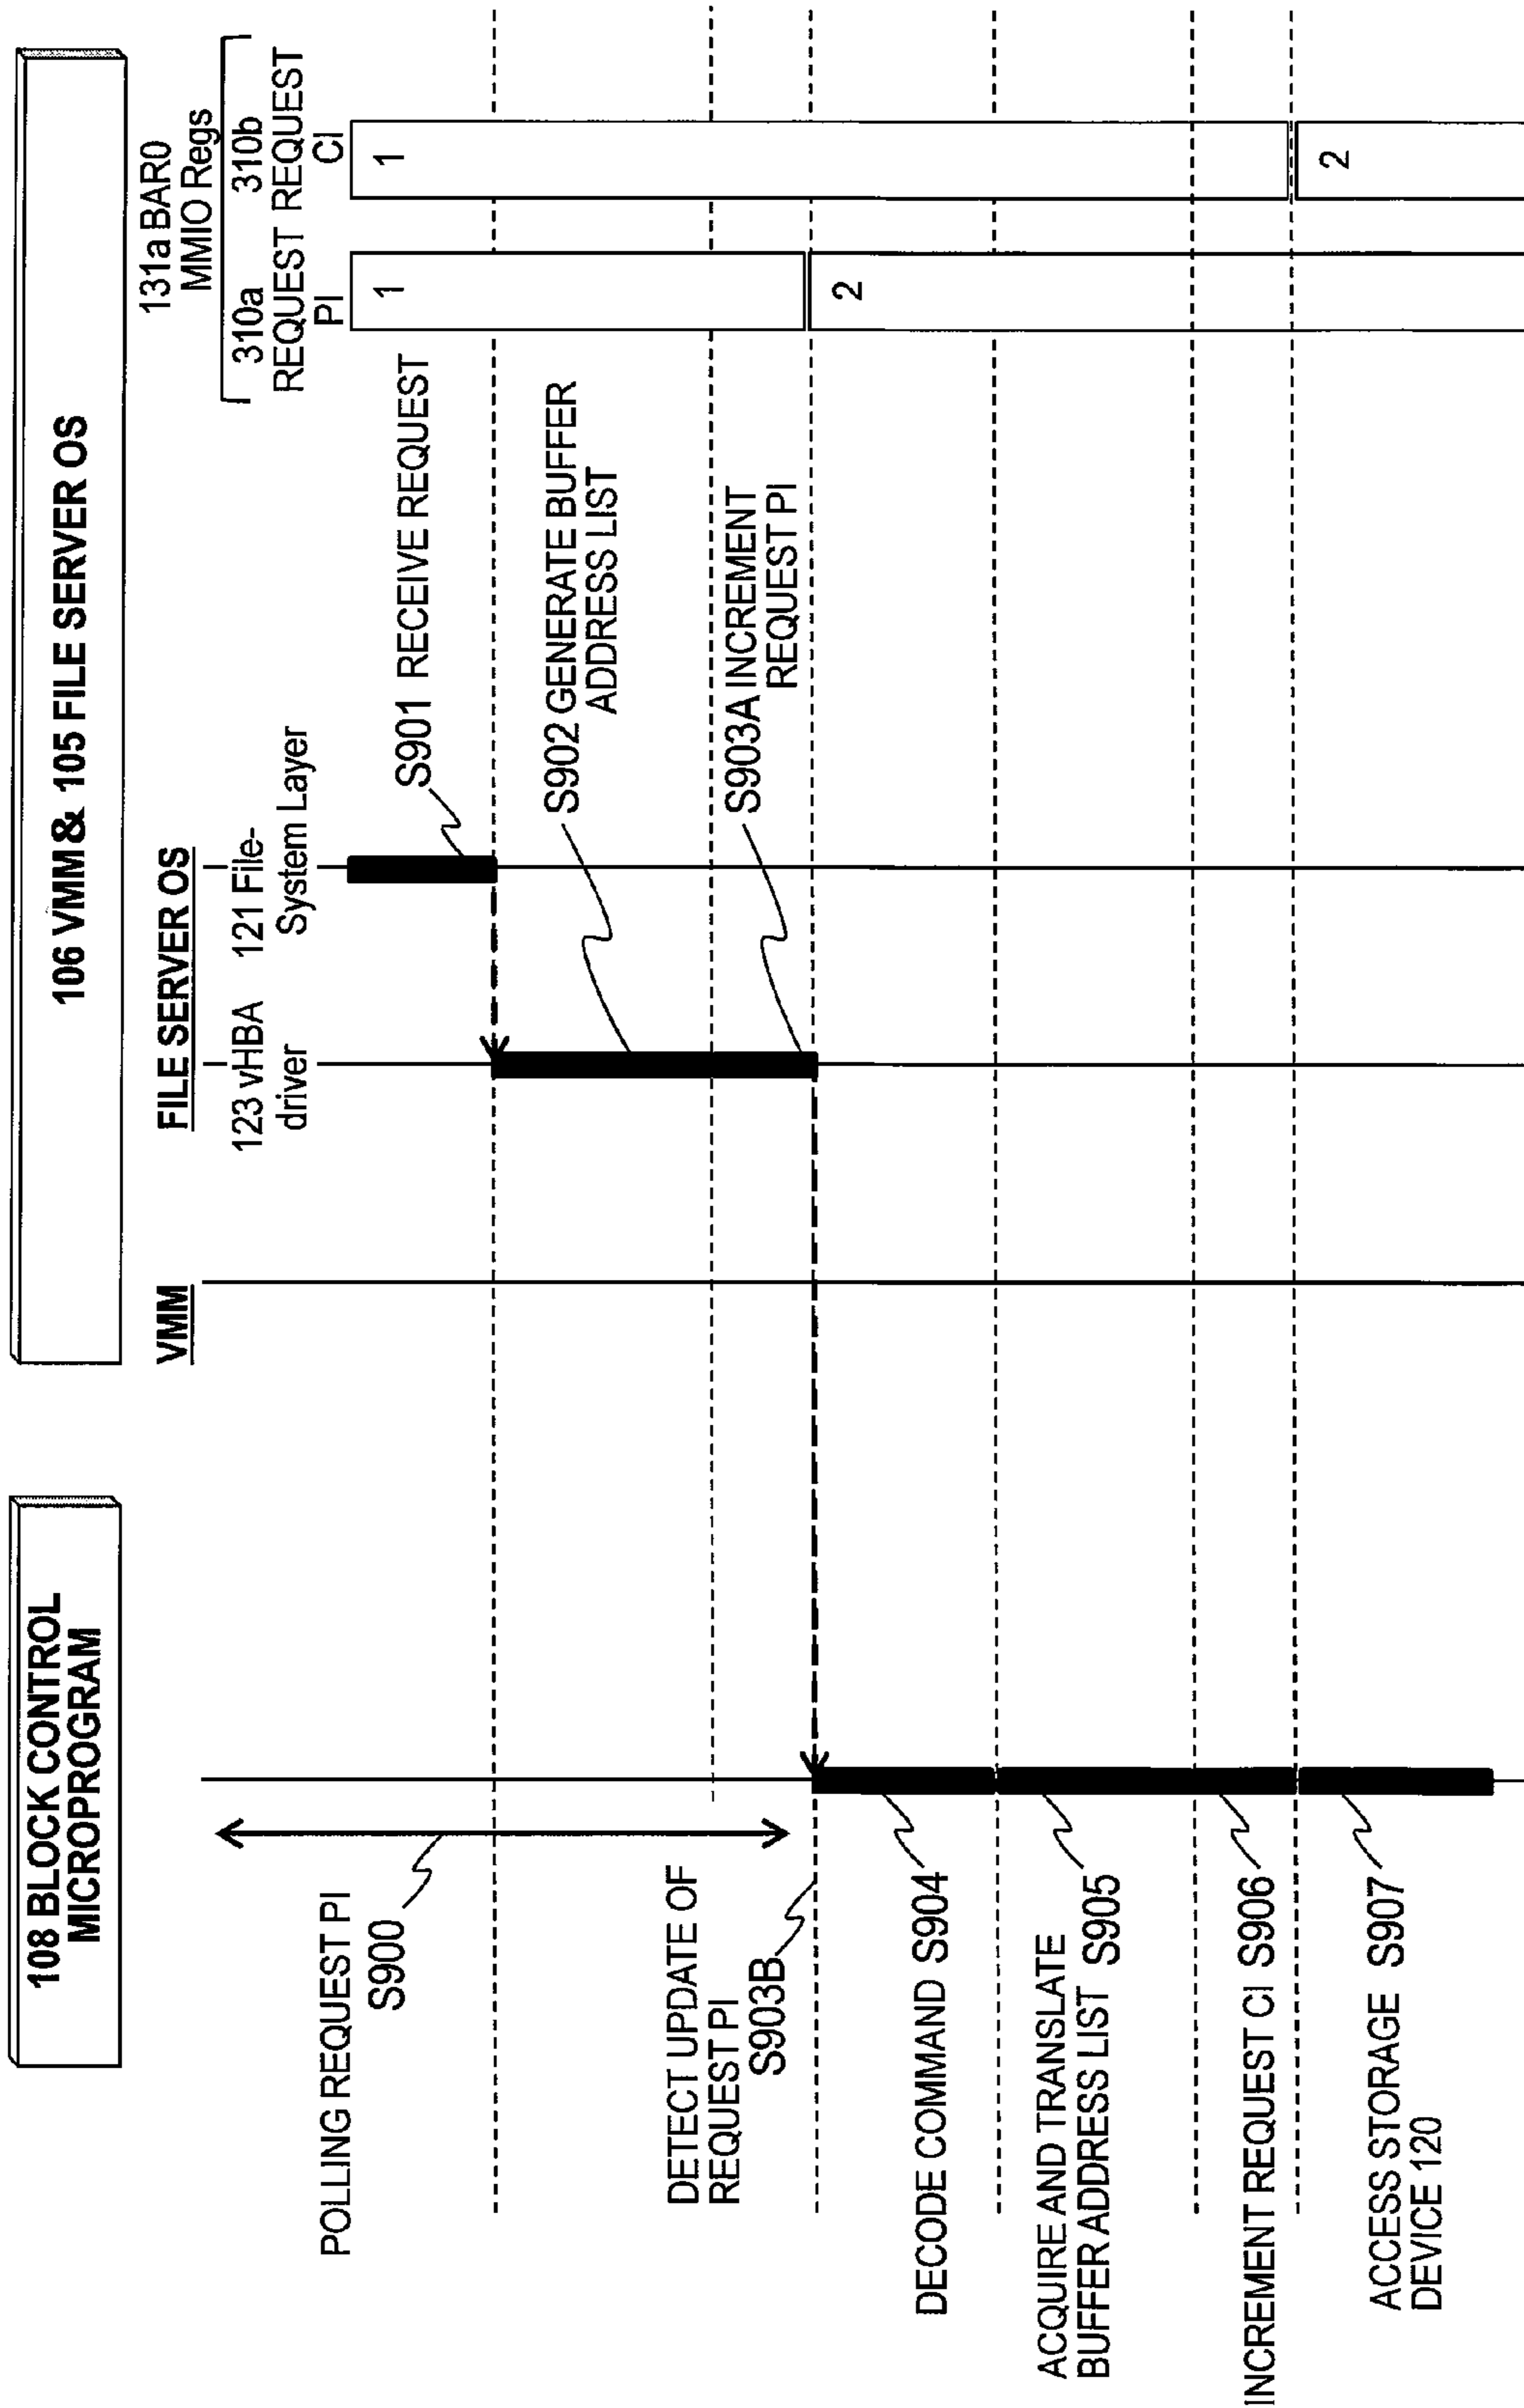 108 BLOCK CONTROL
MICROPROGRAM
106 VMM & 105 FILE SERVER OS
VMM
FILE SERVER OS
123 vHBA
driver
121 File-
System Layer
131a BAR0
MMIO Regs
310a
REQUEST
PI
310b
REQUEST
CI
1
1
2
2
POLLING REQUEST PI
S900
S901 RECEIVE REQUEST
S902 GENERATE BUFFER
ADDRESS LIST
S903A INCREMENT
REQUEST PI
DETECT UPDATE OF
REQUEST PI
S903B
DECODE COMMAND S904
ACQUIRE AND TRANSLATE
BUFFER ADDRESS LIST S905
INCREMENT REQUEST CI S906
ACCESS STORAGE S907
DEVICE 120